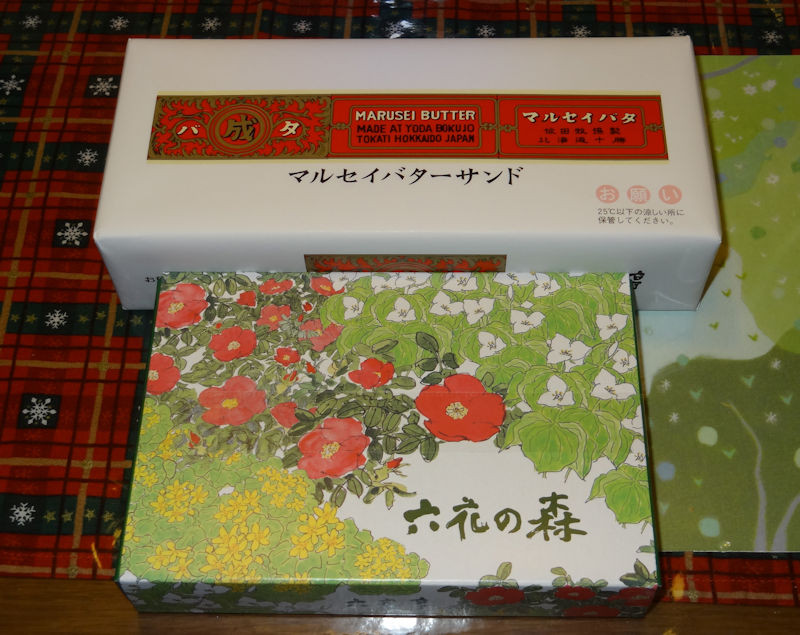 バ 成 タ
MARUSEI BUTTER
MADE AT YODA BOKUJO
TOKATI HOKKAIDO JAPAN
マルセイバタ
依田牧場製
北海道十勝
マルセイバターサンド
お願い
25℃以下の涼しい所に
保管してください。
六花の森